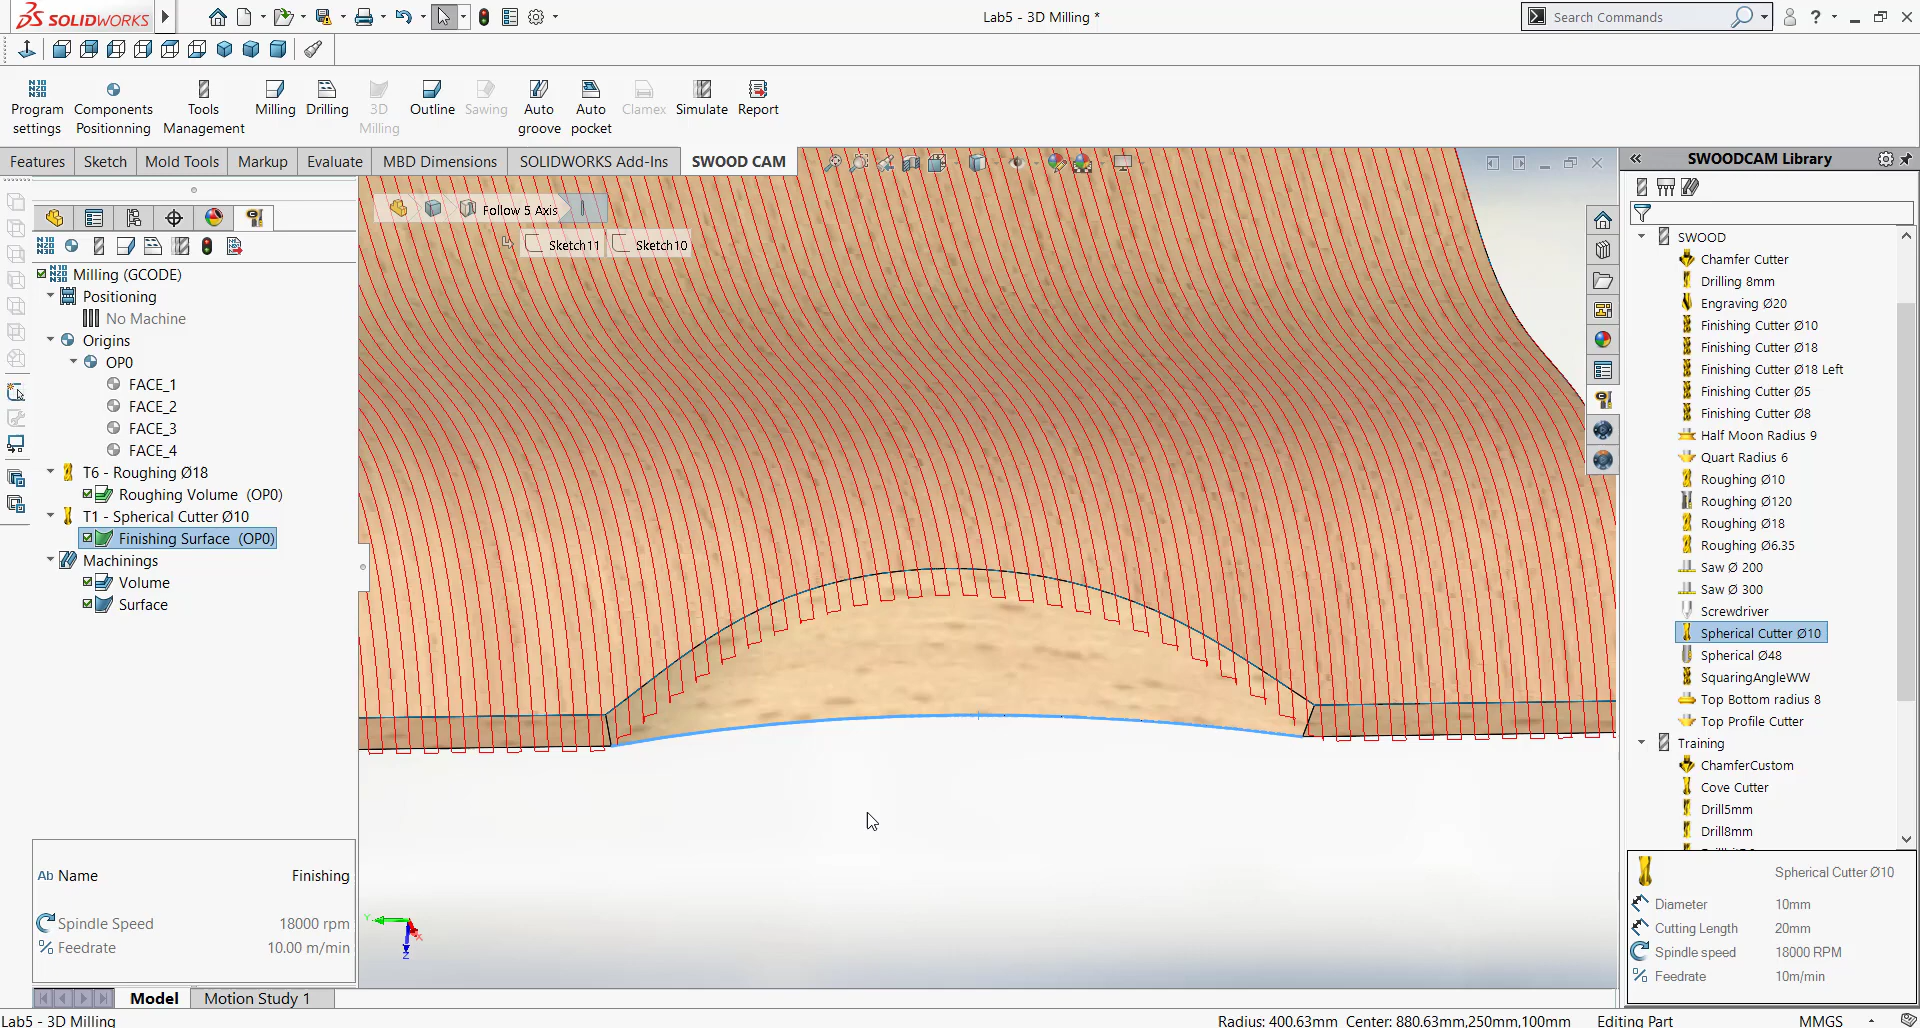 SOLIDWORKS
Lab5 - 3D Milling *
Search Commands
?
Program settings
Components Positionning
Tools Management
Milling
Drilling
3D Milling
Outline
Sawing
Auto groove
Auto pocket
Clamex
Simulate
Report
Features
Sketch
Mold Tools
Markup
Evaluate
MBD Dimensions
SOLIDWORKS Add-Ins
SWOOD CAM
Milling (GCODE)
Positioning
No Machine
Origins
OP0
FACE_1
FACE_2
FACE_3
FACE_4
T6 - Roughing Ø18
Roughing Volume (OP0)
T1 - Spherical Cutter Ø10
Finishing Surface (OP0)
Machinings
Volume
Surface
Ab Name Finishing
Spindle Speed 18000 rpm
% Feedrate 10.00 m/min
Follow 5 Axis
Sketch11
Sketch10
Y
X
Z
SWOODCAM Library
SWOOD
Chamfer Cutter
Drilling 8mm
Engraving Ø20
Finishing Cutter Ø10
Finishing Cutter Ø18
Finishing Cutter Ø18 Left
Finishing Cutter Ø5
Finishing Cutter Ø8
Half Moon Radius 9
Quart Radius 6
Roughing Ø10
Roughing Ø120
Roughing Ø18
Roughing Ø6.35
Saw Ø 200
Saw Ø 300
Screwdriver
Spherical Cutter Ø10
Spherical Ø48
SquaringAngleWW
Top Bottom radius 8
Top Profile Cutter
Training
ChamferCustom
Cove Cutter
Drill5mm
Drill8mm
Spherical Cutter Ø10
Diameter 10mm
Cutting Length 20mm
Spindle speed 18000 RPM
% Feedrate 10m/min
Model
Motion Study 1
Lab5 - 3D Milling
Radius: 400.63mm Center: 880.63mm,250mm,100mm
Editing Part
MMGS